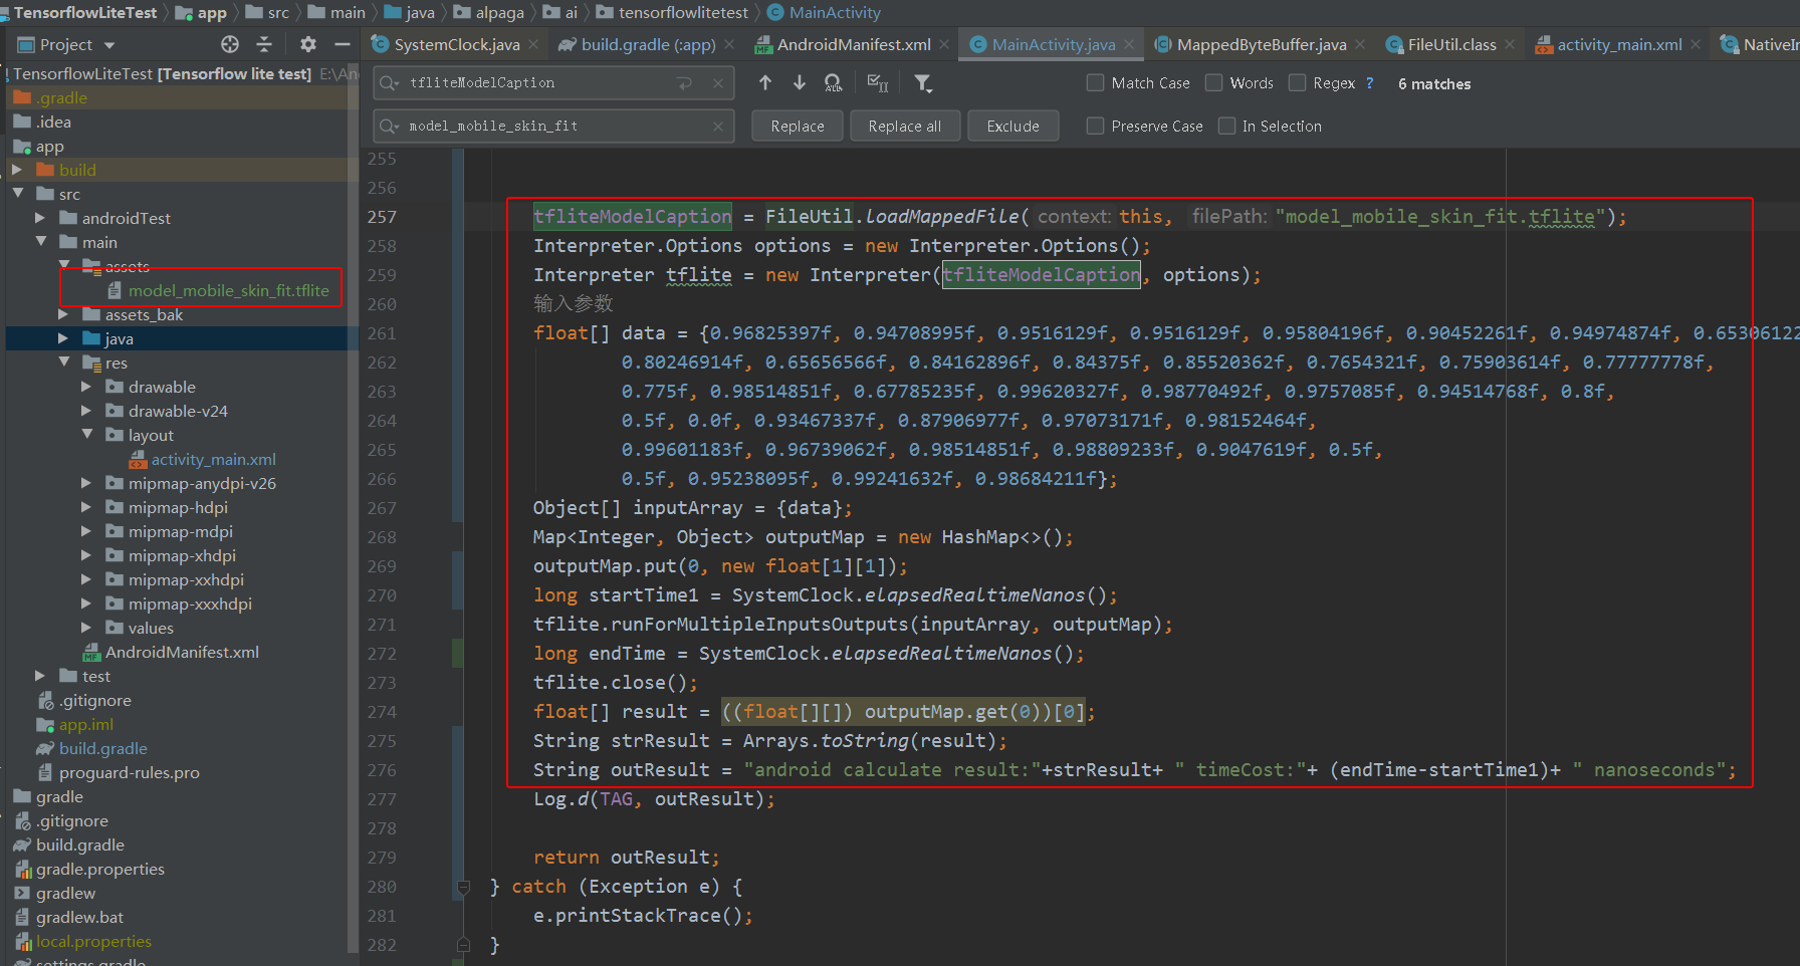 TensorflowLiteTest › app › src › main › java › alpaga › ai › tensorflowlitetest › MainActivity
Project
SystemClock.java
build.gradle (:app)
AndroidManifest.xml
MainActivity.java
MappedByteBuffer.java
FileUtil.class
activity_main.xml
tfliteModelCaption
Match Case
Words
Regex
?
6 matches
model_mobile_skin_fit
Replace
Replace all
Exclude
Preserve Case
In Selection
TensorflowLiteTest [Tensorflow lite test]
.gradle
.idea
app
build
src
androidTest
main
assets
model_mobile_skin_fit.tflite
assets_bak
java
res
drawable
drawable-v24
layout
activity_main.xml
mipmap-anydpi-v26
mipmap-hdpi
mipmap-mdpi
mipmap-xhdpi
mipmap-xxhdpi
mipmap-xxxhdpi
values
AndroidManifest.xml
test
.gitignore
app.iml
build.gradle
proguard-rules.pro
gradle
.gitignore
build.gradle
gradle.properties
gradlew
gradlew.bat
local.properties
settings.gradle
255
256
257 tfliteModelCaption = FileUtil.loadMappedFile( context: this, filePath: "model_mobile_skin_fit.tflite");
258 Interpreter.Options options = new Interpreter.Options();
259 Interpreter tflite = new Interpreter(tfliteModelCaption, options);
260 输入参数
261 float[] data = {0.96825397f, 0.94708995f, 0.9516129f, 0.9516129f, 0.95804196f, 0.90452261f, 0.94974874f, 0.65306122
262 0.80246914f, 0.65656566f, 0.84162896f, 0.84375f, 0.85520362f, 0.7654321f, 0.75903614f, 0.77777778f,
263 0.775f, 0.98514851f, 0.67785235f, 0.99620327f, 0.98770492f, 0.9757085f, 0.94514768f, 0.8f,
264 0.5f, 0.0f, 0.93467337f, 0.87906977f, 0.97073171f, 0.98152464f,
265 0.99601183f, 0.96739062f, 0.98514851f, 0.98809233f, 0.9047619f, 0.5f,
266 0.5f, 0.95238095f, 0.99241632f, 0.98684211f};
267 Object[] inputArray = {data};
268 Map<Integer, Object> outputMap = new HashMap<>();
269 outputMap.put(0, new float[1][1]);
270 long startTime1 = SystemClock.elapsedRealtimeNanos();
271 tflite.runForMultipleInputsOutputs(inputArray, outputMap);
272 long endTime = SystemClock.elapsedRealtimeNanos();
273 tflite.close();
274 float[] result = ((float[][]) outputMap.get(0))[0];
275 String strResult = Arrays.toString(result);
276 String outResult = "android calculate result:"+strResult+ " timeCost:"+ (endTime-startTime1)+ " nanoseconds";
277 Log.d(TAG, outResult);
278
279 return outResult;
280 } catch (Exception e) {
281 e.printStackTrace();
282 }